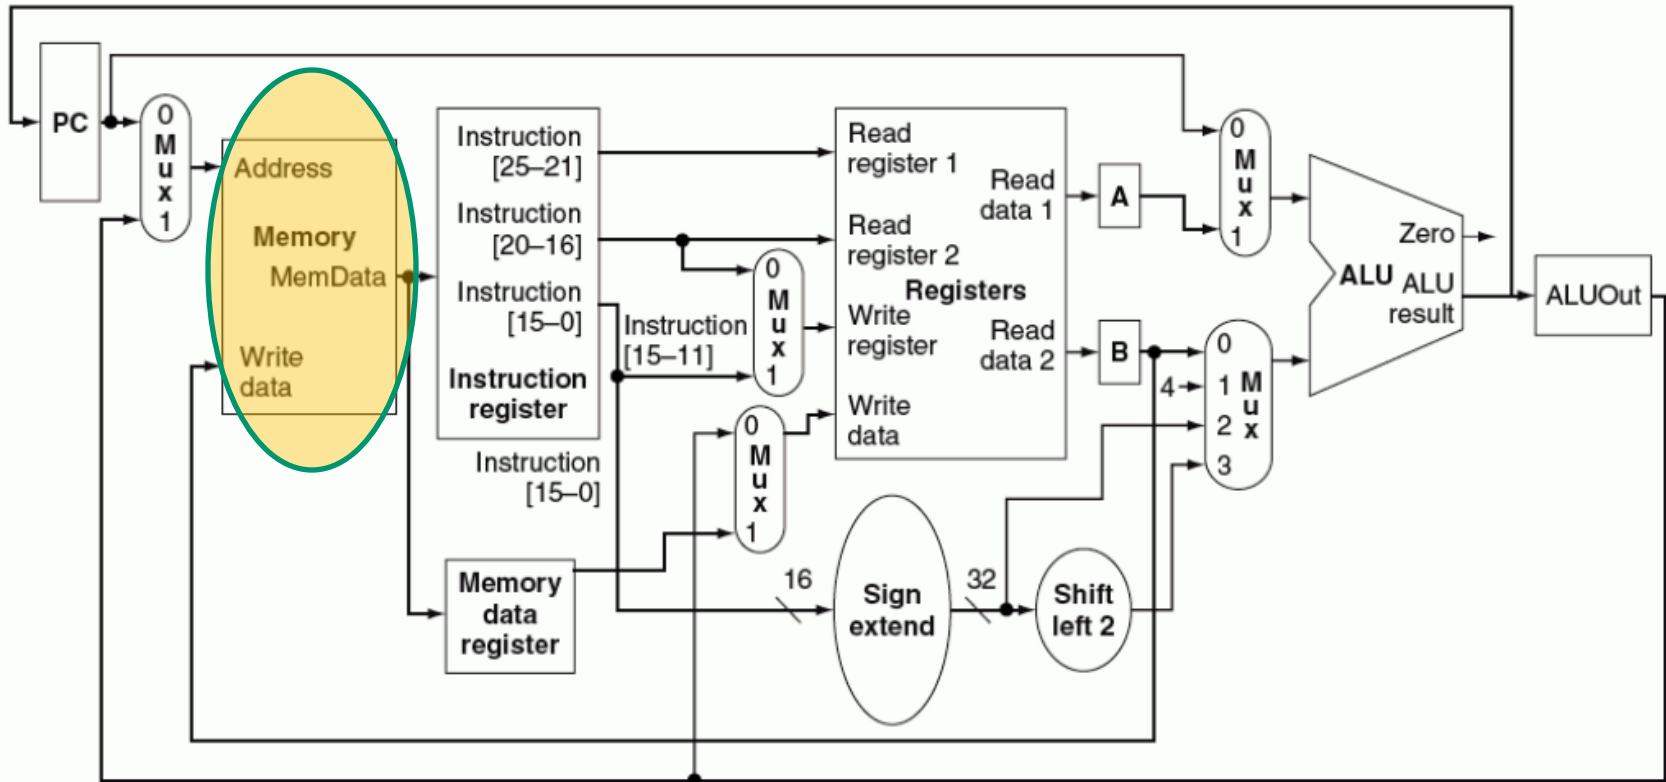 PC
0
M
u
x
1
Address
Memory
MemData
Write
data
Instruction
[25–21]
Instruction
[20–16]
Instruction
[15–0]
Instruction
register
Instruction
[15–0]
Instruction
[15–11]
0
M
u
x
1
0
M
u
x
1
Memory
data
register
Read
register 1
Read
register 2
Registers
Write
register
Write
data
Read
data 1
Read
data 2
A
B
4
16
Sign
extend
32
Shift
left 2
0
M
u
x
1
0
1 M
u
2 x
3
Zero
ALU
ALU
result
ALUOut